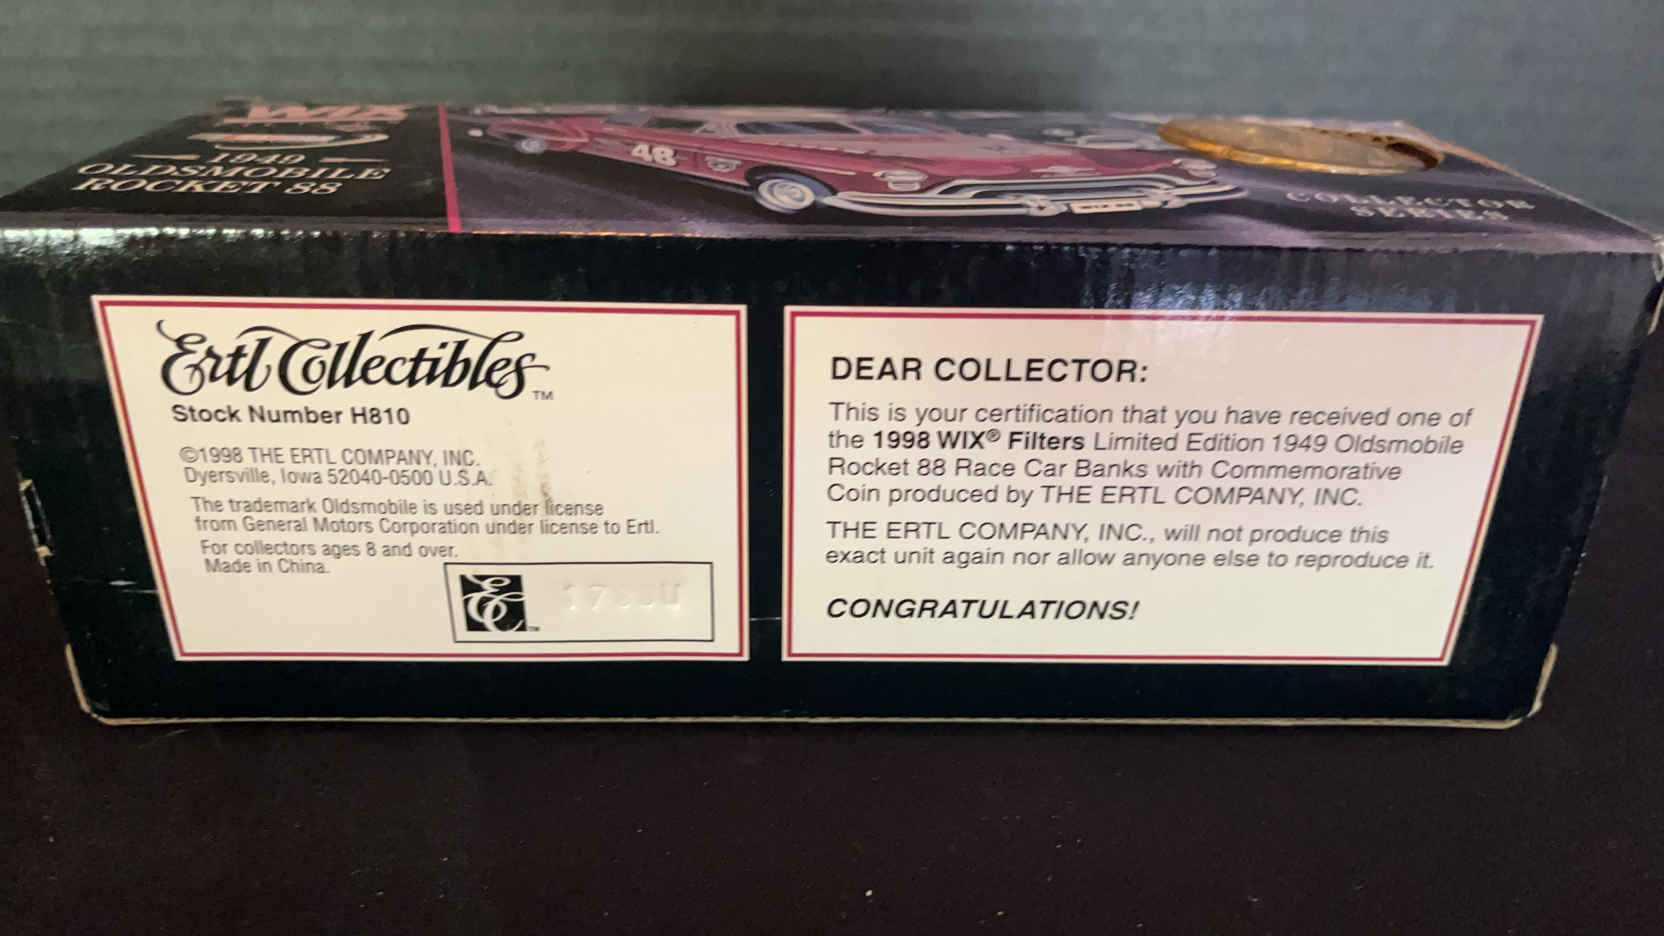 WIX
1949
OLDSMOBILE
ROCKET 88
48
COLLECTOR
SERIES
Ertl Collectibles™
Stock Number H810
©1998 THE ERTL COMPANY, INC.
Dyersville, Iowa 52040-0500 U.S.A.
The trademark Oldsmobile is used under license
from General Motors Corporation under license to Ertl.
For collectors ages 8 and over.
Made in China.
DEAR COLLECTOR:
This is your certification that you have received one of
the 1998 WIX® Filters Limited Edition 1949 Oldsmobile
Rocket 88 Race Car Banks with Commemorative
Coin produced by THE ERTL COMPANY, INC.
THE ERTL COMPANY, INC., will not produce this
exact unit again nor allow anyone else to reproduce it.
CONGRATULATIONS!